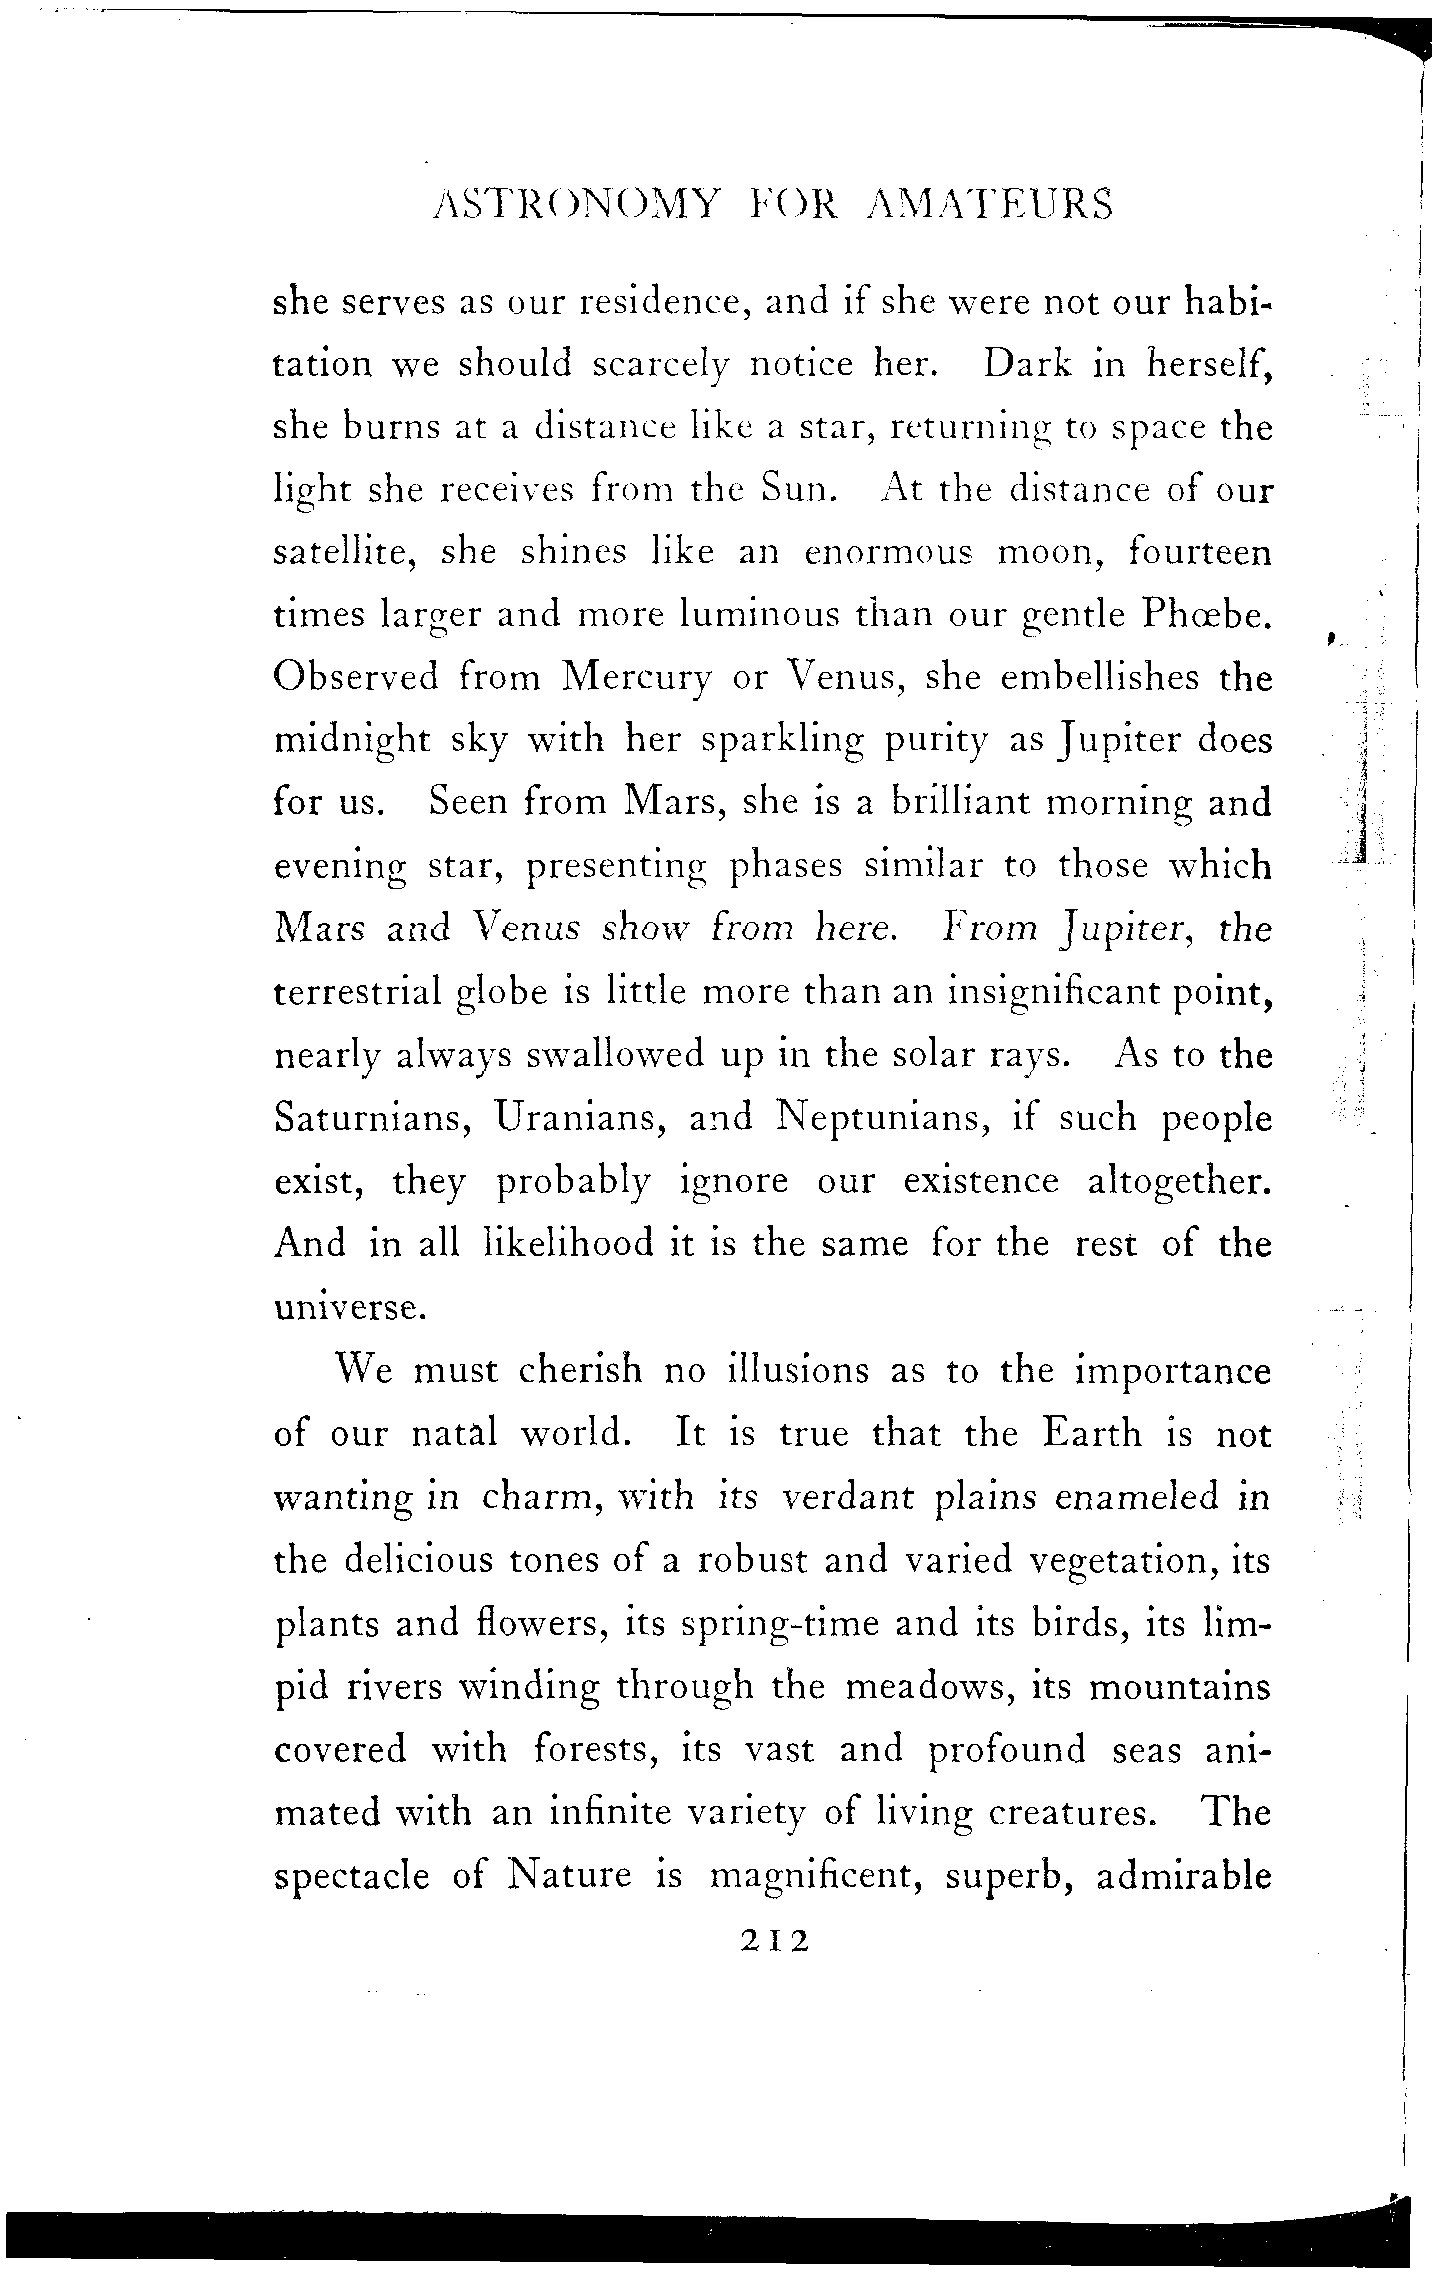 ASTRONOMY FOR AMATEURS
she serves as our residence, and if she were not our habi-
tation we should scarcely notice her. Dark in herself,
she burns at a distance like a star, returning to space the
light she receives from the Sun. At the distance of our
satellite, she shines like an enormous moon, fourteen
times larger and more luminous than our gentle Phœbe.
Observed from Mercury or Venus, she embellishes the
midnight sky with her sparkling purity as Jupiter does
for us. Seen from Mars, she is a brilliant morning and
evening star, presenting phases similar to those which
Mars and Venus show from here. From Jupiter, the
terrestrial globe is little more than an insignificant point,
nearly always swallowed up in the solar rays. As to the
Saturnians, Uranians, and Neptunians, if such people
exist, they probably ignore our existence altogether.
And in all likelihood it is the same for the rest of the
universe.
We must cherish no illusions as to the importance
of our natal world. It is true that the Earth is not
wanting in charm, with its verdant plains enameled in
the delicious tones of a robust and varied vegetation, its
plants and flowers, its spring-time and its birds, its lim-
pid rivers winding through the meadows, its mountains
covered with forests, its vast and profound seas ani-
mated with an infinite variety of living creatures. The
spectacle of Nature is magnificent, superb, admirable
212